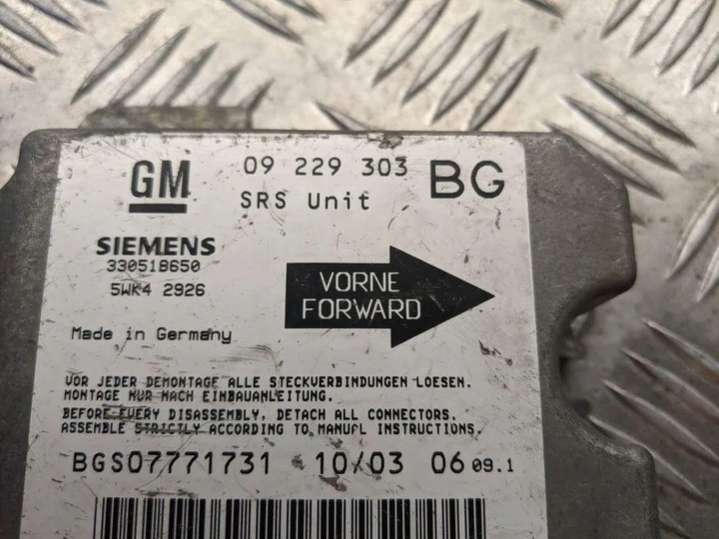 GM 09 229 303 BG
SRS Unit
SIEMENS
330518650
5WK4 2926
VORNE
FORWARD
Made in Germany
VOR JEDER DEMONTAGE ALLE STECKVERBINDUNGEN LOESEN.
MONTAGE NUR NACH EINBAUANLEITUNG.
BEFORE EVERY DISASSEMBLY, DETACH ALL CONNECTORS.
ASSEMBLE STRICTLY ACCORDING TO MANUAL INSTRUCTIONS.
BGS07771731 10/03 06 09.1